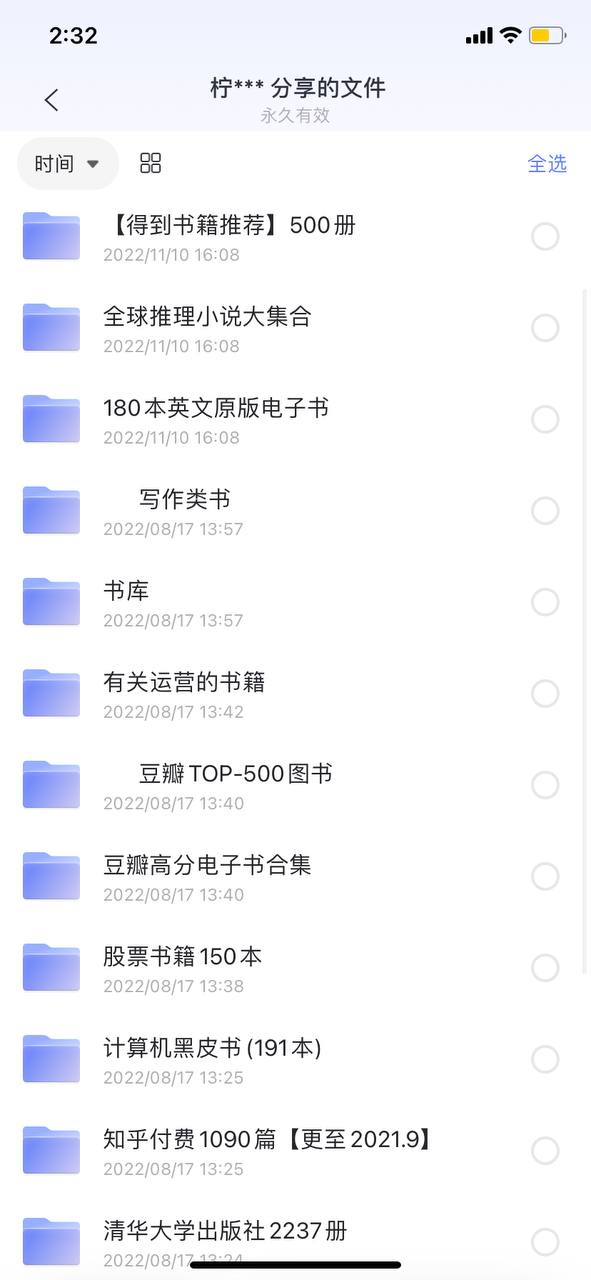 2:32
柠*** 分享的文件
永久有效
时间
全选
【得到书籍推荐】500册
2022/11/10 16:08
全球推理小说大集合
2022/11/10 16:08
180本英文原版电子书
2022/11/10 16:08
写作类书
2022/08/17 13:57
书库
2022/08/17 13:57
有关运营的书籍
2022/08/17 13:42
豆瓣TOP-500图书
2022/08/17 13:40
豆瓣高分电子书合集
2022/08/17 13:40
股票书籍150本
2022/08/17 13:38
计算机黑皮书(191本)
2022/08/17 13:25
知乎付费1090篇【更至2021.9】
2022/08/17 13:25
清华大学出版社2237册
2022/08/17 13:24